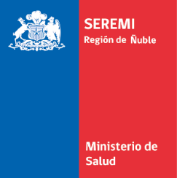 SEREMI
Región de Ñuble
Ministerio de
Salud